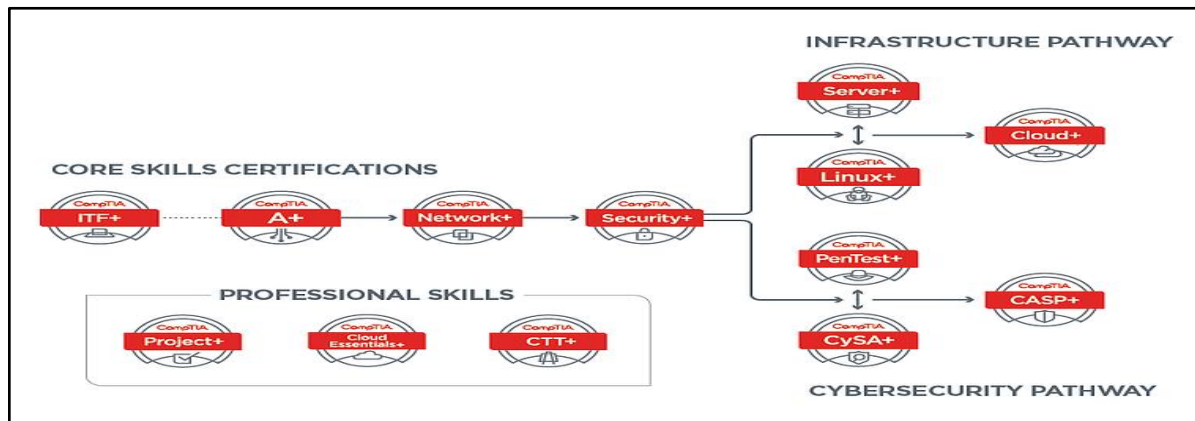 INFRASTRUCTURE PATHWAY
CompTIA
Server+
CompTIA
Cloud+
CompTIA
Linux+
CORE SKILLS CERTIFICATIONS
CompTIA
ITF+
CompTIA
A+
CompTIA
Network+
CompTIA
Security+
CompTIA
PenTest+
CompTIA
CASP+
CompTIA
CySA+
CYBERSECURITY PATHWAY
PROFESSIONAL SKILLS
CompTIA
Project+
CompTIA
Cloud
Essentials+
CompTIA
CTT+